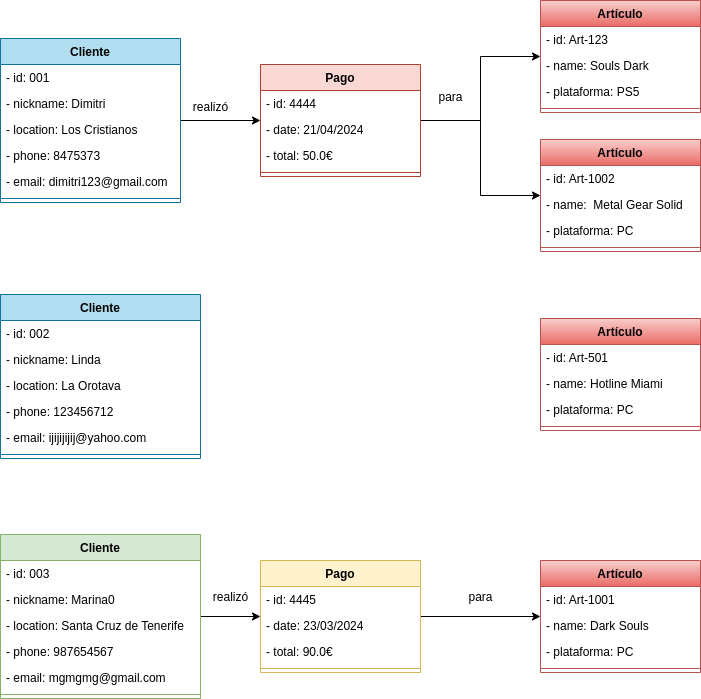 Cliente
- id: 001
- nickname: Dimitri
- location: Los Cristianos
- phone: 8475373
- email: dimitri123@gmail.com
realizó
Pago
- id: 4444
- date: 21/04/2024
- total: 50.0€
para
Artículo
- id: Art-123
- name: Souls Dark
- plataforma: PS5
Artículo
- id: Art-1002
- name:  Metal Gear Solid
- plataforma: PC
Cliente
- id: 002
- nickname: Linda
- location: La Orotava
- phone: 123456712
- email: ijijijijij@yahoo.com
Artículo
- id: Art-501
- name: Hotline Miami
- plataforma: PC
Cliente
- id: 003
- nickname: Marina0
- location: Santa Cruz de Tenerife
- phone: 987654567
- email: mgmgmg@gmail.com
realizó
Pago
- id: 4445
- date: 23/03/2024
- total: 90.0€
para
Artículo
- id: Art-1001
- name: Dark Souls
- plataforma: PC